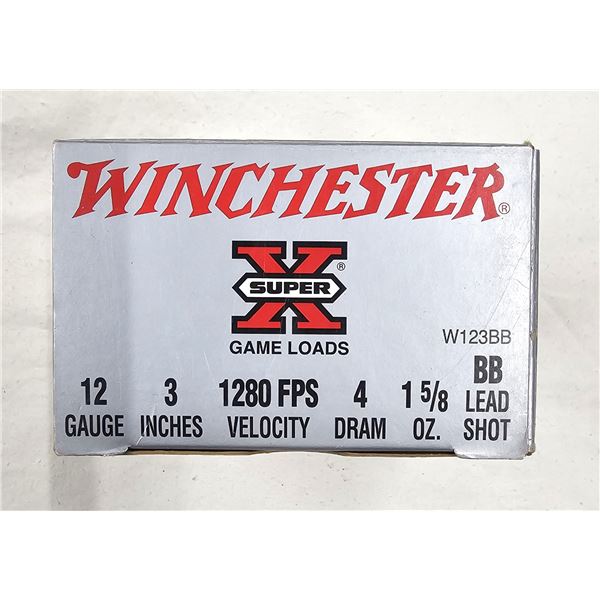 WINCHESTER®
X®
SUPER
GAME LOADS
W123BB
12 GAUGE
3 INCHES
1280 FPS VELOCITY
4 DRAM
1 5/8 OZ.
BB LEAD SHOT